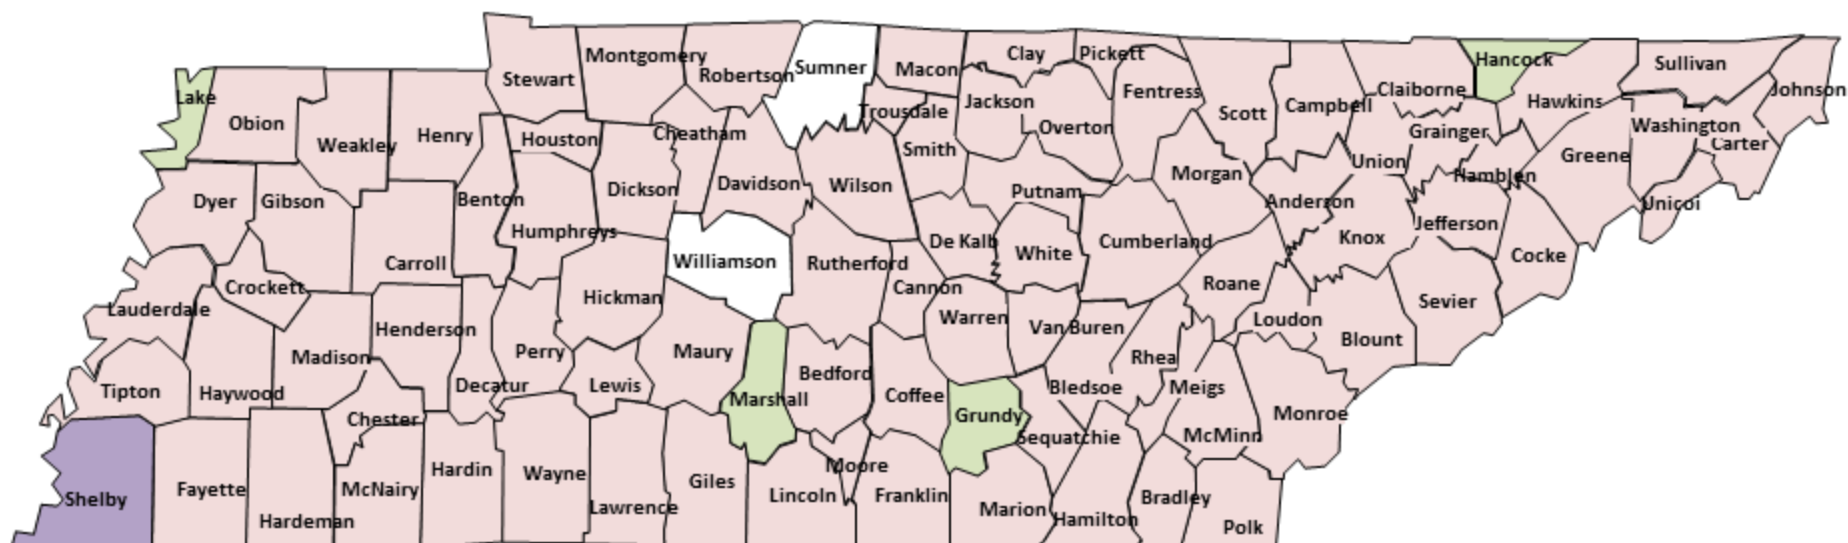 Stewart
Montgomery
Robertson
Sumner
Macon
Clay
Pickett
Hancock
Sullivan
Lake
Obion
Weakley
Henry
Houston
Cheatham
Trousdale
Jackson
Overton
Fentress
Scott
Campbell
Claiborne
Hawkins
Johnson
Grainger
Washington
Carter
Smith
Union
Greene
Hamblen
Dyer
Gibson
Benton
Dickson
Davidson
Wilson
Putnam
Morgan
Anderson
Unicoi
Humphreys
De Kalb
White
Cumberland
Knox
Jefferson
Cocke
Carroll
Williamson
Rutherford
Crockett
Hickman
Cannon
Roane
Sevier
Lauderdale
Henderson
Warren
Van Buren
Loudon
Blount
Madison
Perry
Maury
Bedford
Rhea
Tipton
Haywood
Decatur
Lewis
Marshall
Coffee
Bledsoe
Meigs
Chester
Grundy
Monroe
Sequatchie
McMinn
Shelby
Fayette
McNairy
Hardin
Wayne
Giles
Moore
Lincoln
Franklin
Bradley
Hardeman
Lawrence
Marion
Hamilton
Polk